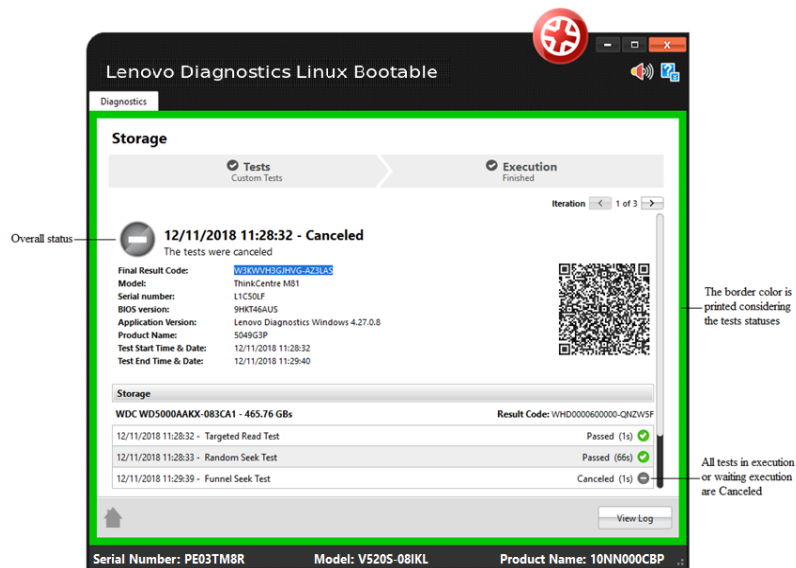 Lenovo Diagnostics Linux Bootable
Diagnostics
Storage
Tests
Custom Tests
Execution
Finished
Iteration < 1 of 3 >
Overall status
12/11/2018 11:28:32 - Canceled
The tests were canceled
Final Result Code: W3KWVH3GJHVG-AZ3LAS
Model: ThinkCentre M81
Serial number: L1C50LF
BIOS version: 9HKT46AUS
Application Version: Lenovo Diagnostics Windows 4.27.0.8
Product Name: 5049G3P
Test Start Time & Date: 12/11/2018 11:28:32
Test End Time & Date: 12/11/2018 11:29:40
The border color is
printed considering
the tests statuses
Storage
WDC WD5000AAKX-083CA1 - 465.76 GBs Result Code: WHD0000600000-QNZW5F
12/11/2018 11:28:32 - Targeted Read Test Passed (1s)
12/11/2018 11:28:33 - Random Seek Test Passed (66s)
12/11/2018 11:29:39 - Funnel Seek Test Canceled (1s)
All tests in execution
or waiting execution
are Canceled
View Log
Serial Number: PE03TM8R Model: V520S-08IKL Product Name: 10NN000CBP